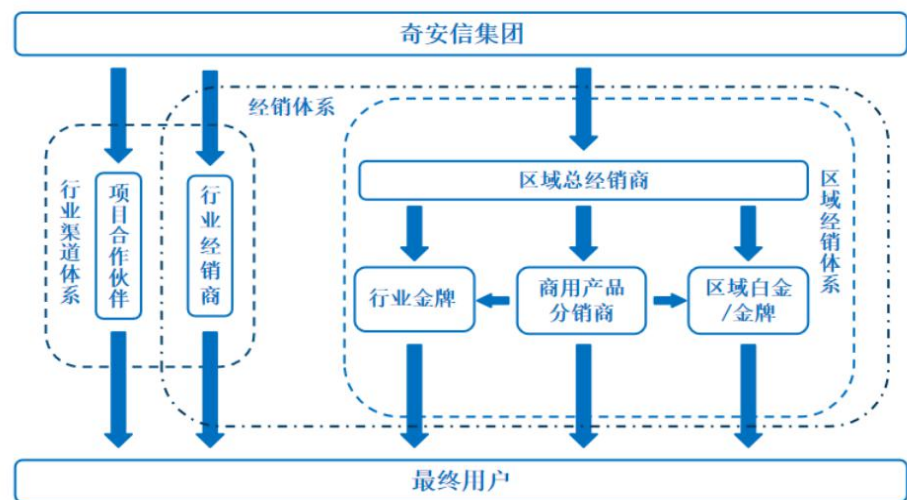 奇安信集团
经销体系
行业渠道体系
项目合作伙伴
行业经销商
区域总经销商
区域经销体系
行业金牌
商用产品
分销商
区域白金
/金牌
最终用户